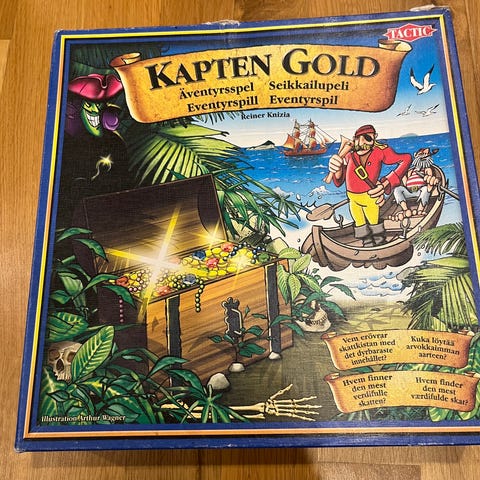 TACTIC
KAPTEN GOLD
Äventyrsspel Seikkailupeli
Eventyrspill Eventyrspil
Reiner Knizia
Vem erövrar
skattkistan med
det dyrbaraste
innehållet?
Kuka löytää
arvokkaimman
aarteen?
Hvem finner
den mest
verdifulle
skatten?
Hvem finder
den mest
værdifulde skat?
Illustration Arthur Wagner